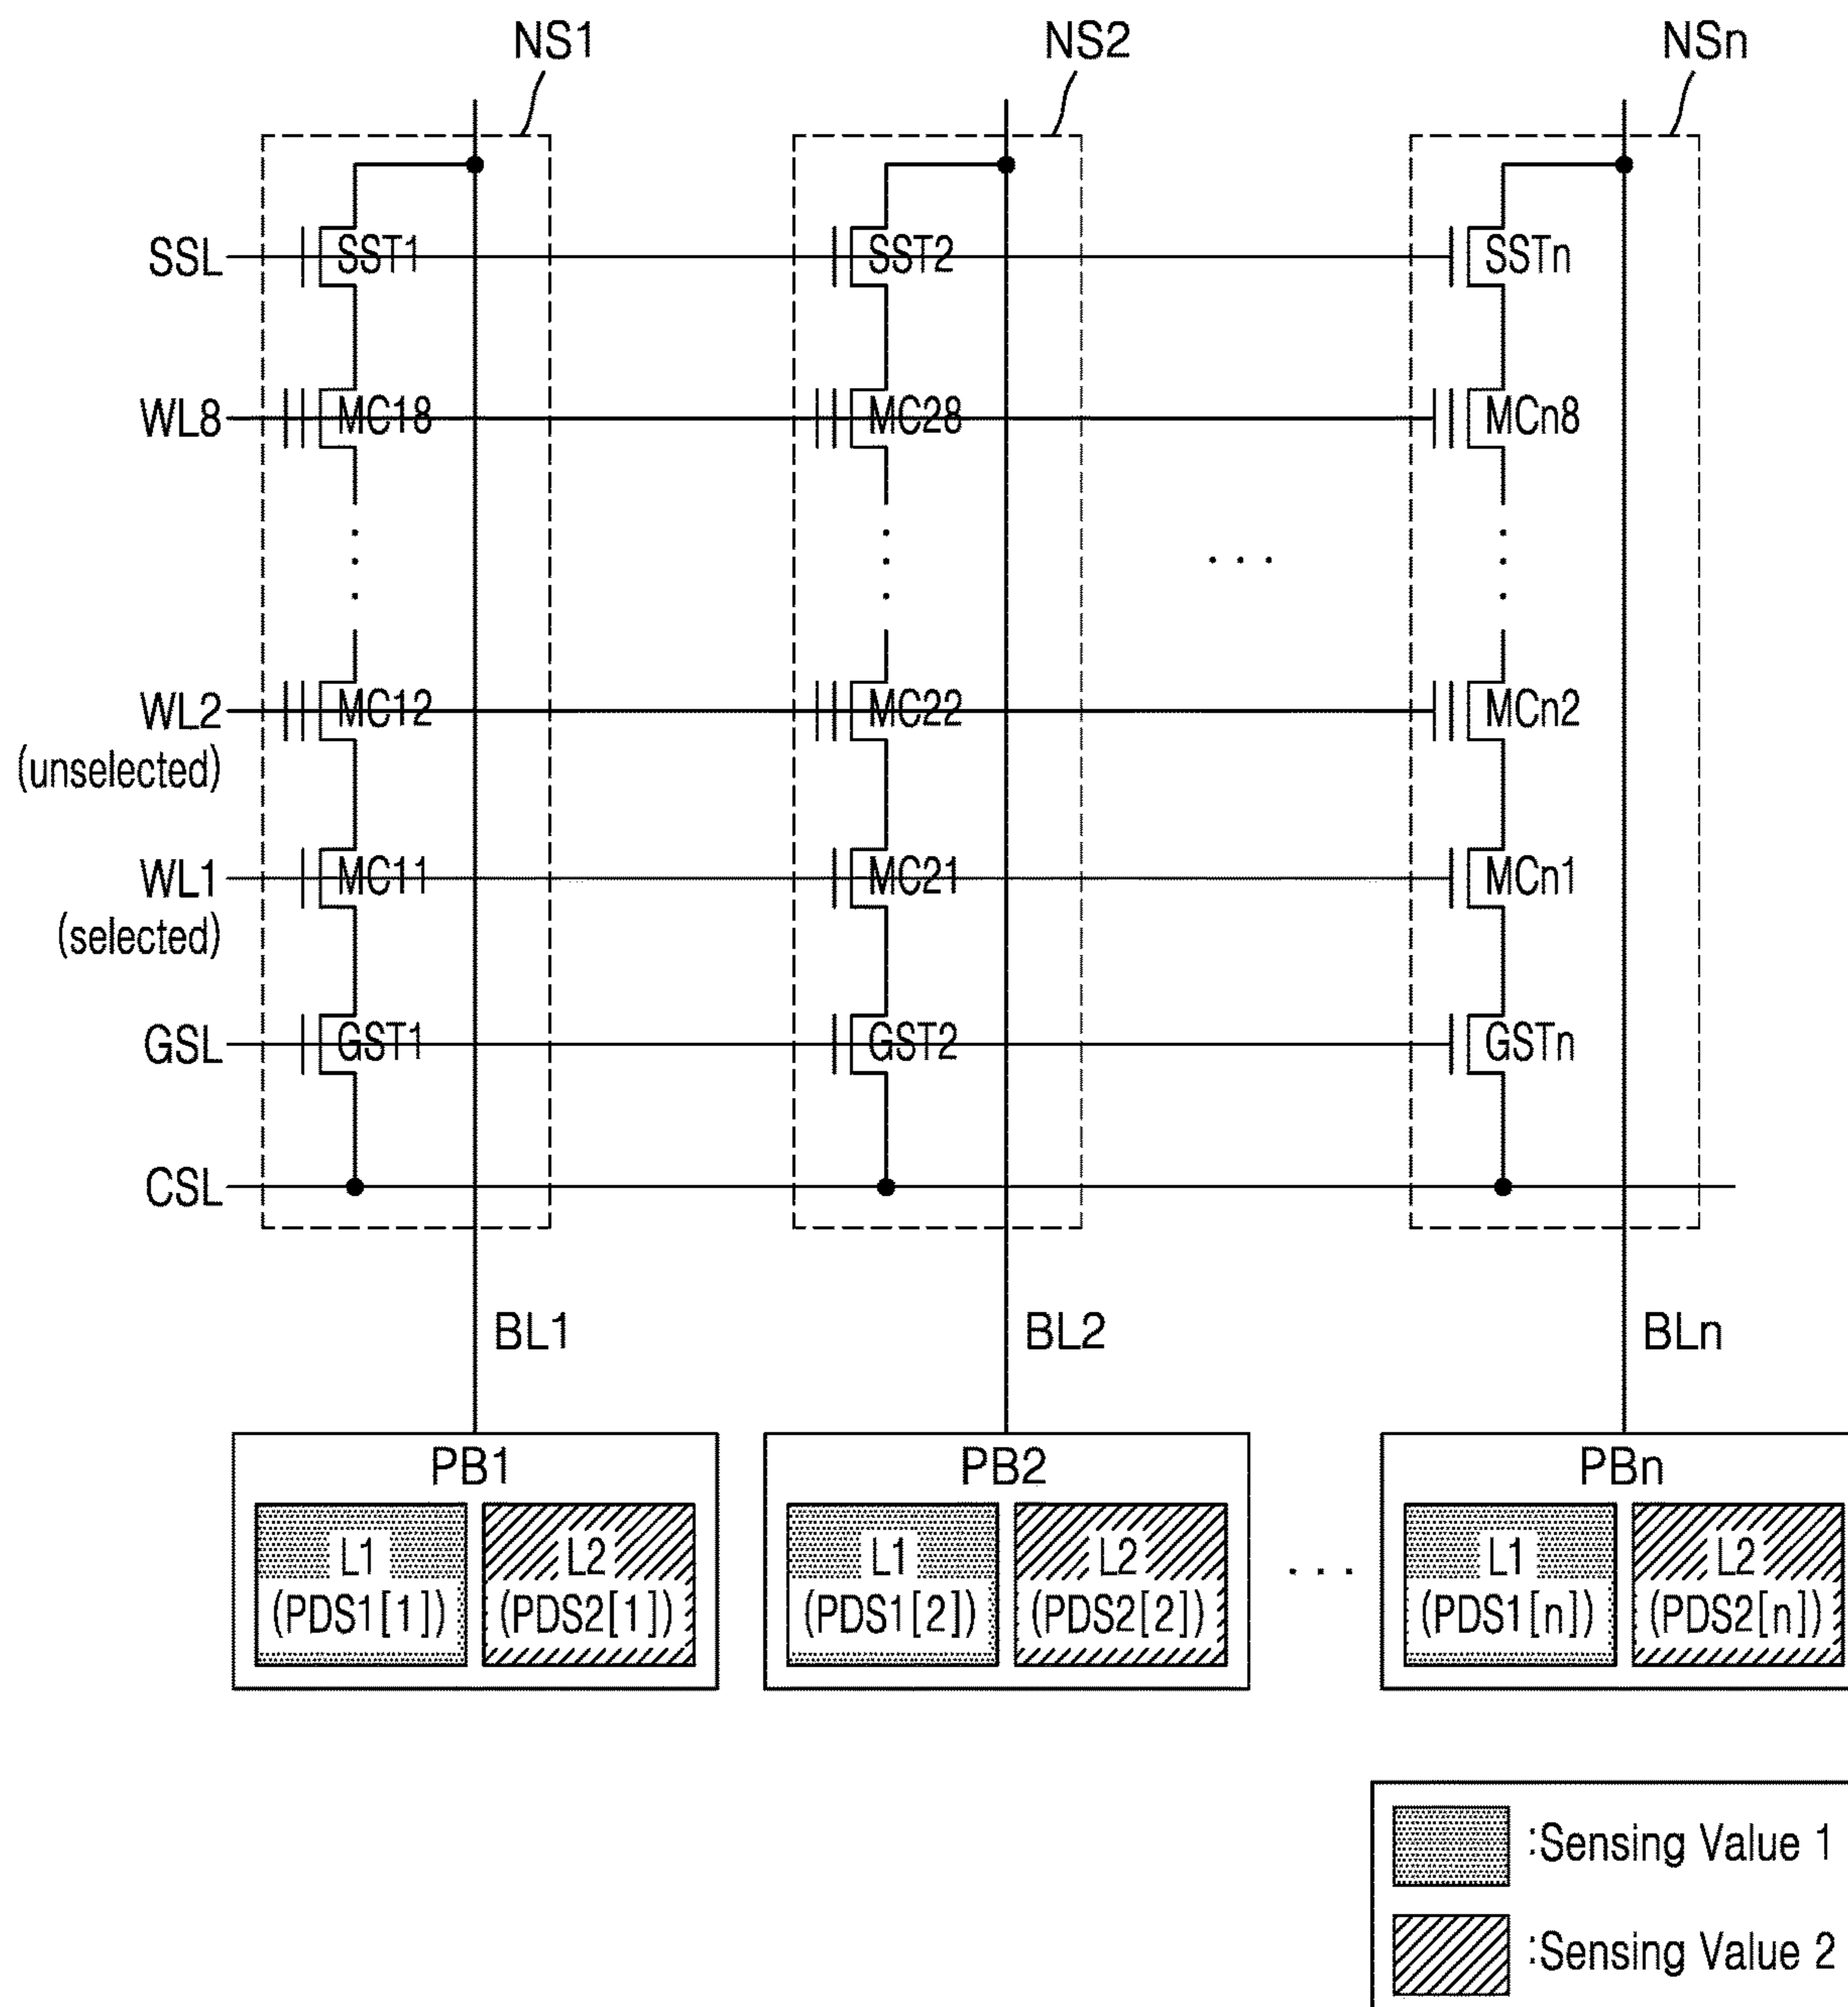 NS1 NS2 NSn
SSL SST1 SST2 SSTn
WL8 MC18 MC28 MCn8
. . .
WL2 MC12 MC22 MCn2
(unselected)
WL1 MC11 MC21 MCn1
(selected)
GSL GST1 GST2 GSTn
CSL
BL1 BL2 BLn
PB1 PB2 PBn
L1 L2 L1 L2 . . . L1 L2
(PDS1[1]) (PDS2[1]) (PDS1[2]) (PDS2[2]) (PDS1[n]) (PDS2[n])
:Sensing Value 1
:Sensing Value 2